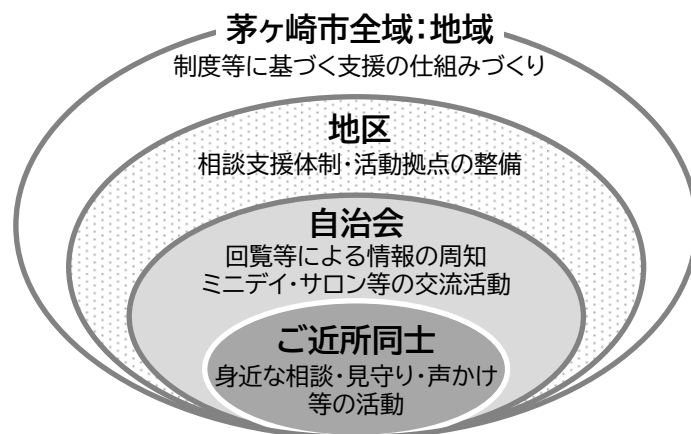 茅ヶ崎市全域：地域
制度等に基づく支援の仕組みづくり
地区
相談支援体制・活動拠点の整備
自治会
回覧等による情報の周知
ミニデイ・サロン等の交流活動
ご近所同士
身近な相談・見守り・声かけ
等の活動